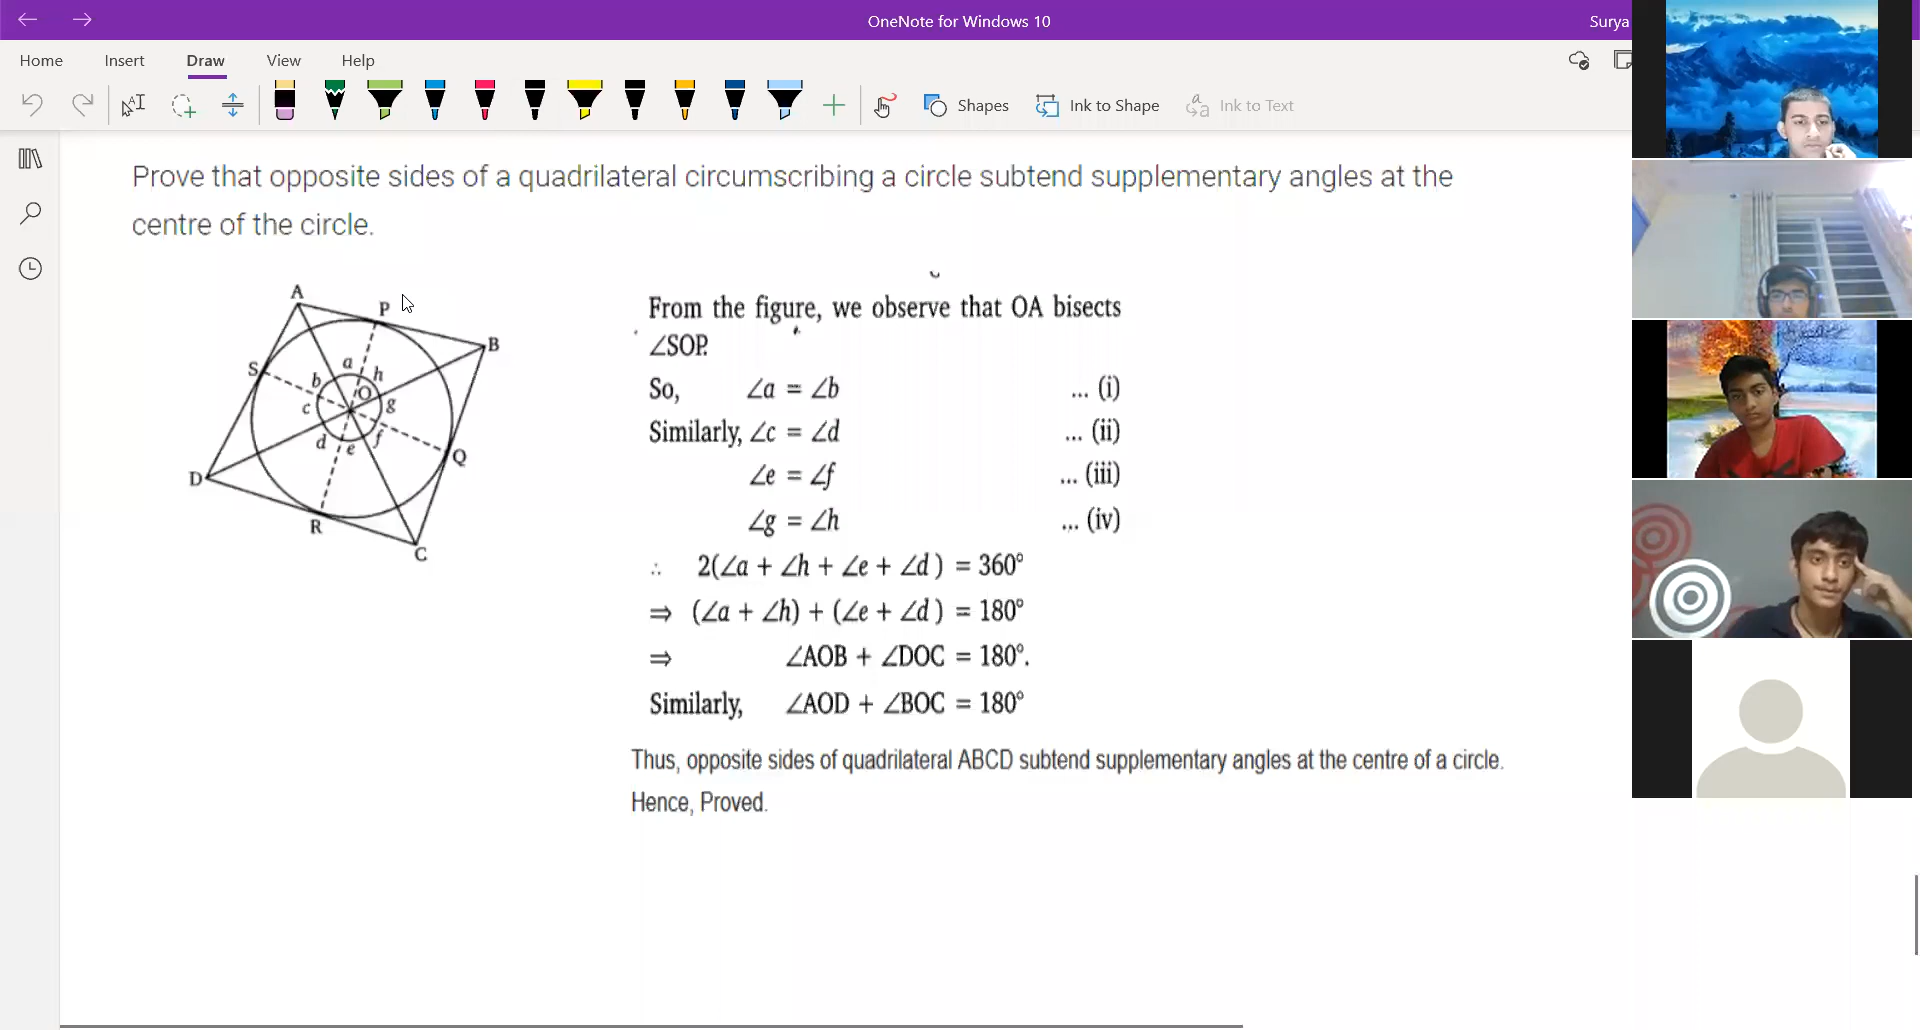 OneNote for Windows 10
Surya
Home Insert Draw View Help
Shapes Ink to Shape Ink to Text
Prove that opposite sides of a quadrilateral circumscribing a circle subtend supplementary angles at the
centre of the circle.
A
P
B
S
a
h
b
O
c
g
d
e
f
Q
D
R
C
From the figure, we observe that OA bisects
∠SOP.
So, ∠a = ∠b ... (i)
Similarly, ∠c = ∠d ... (ii)
∠e = ∠f ... (iii)
∠g = ∠h ... (iv)
∴ 2(∠a + ∠h + ∠e + ∠d) = 360°
⇒ (∠a + ∠h) + (∠e + ∠d) = 180°
⇒ ∠AOB + ∠DOC = 180°.
Similarly, ∠AOD + ∠BOC = 180°
Thus, opposite sides of quadrilateral ABCD subtend supplementary angles at the centre of a circle.
Hence, Proved.